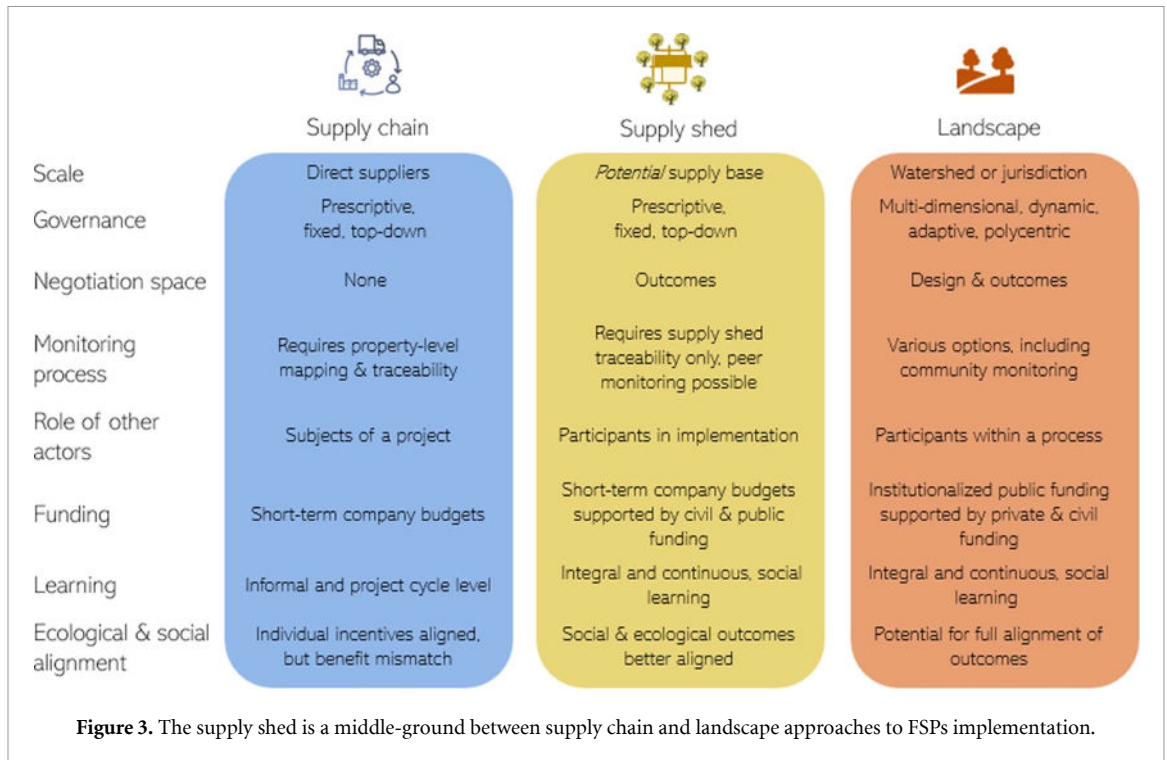 Supply chain
Supply shed
Landscape
Scale
Direct suppliers
Potential supply base
Watershed or jurisdiction
Governance
Prescriptive,
fixed, top-down
Prescriptive,
fixed, top-down
Multi-dimensional, dynamic,
adaptive, polycentric
Negotiation space
None
Outcomes
Design & outcomes
Monitoring
process
Requires property-level
mapping & traceability
Requires supply shed
traceability only, peer
monitoring possible
Various options, including
community monitoring
Role of other
actors
Subjects of a project
Participants in implementation
Participants within a process
Funding
Short-term company budgets
Short-term company budgets
supported by civil & public
funding
Institutionalized public funding
supported by private & civil
funding
Learning
Informal and project cycle level
Integral and continuous, social
learning
Integral and continuous, social
learning
Ecological & social
alignment
Individual incentives aligned,
but benefit mismatch
Social & ecological outcomes
better aligned
Potential for full alignment of
outcomes
Figure 3. The supply shed is a middle-ground between supply chain and landscape approaches to FSPs implementation.